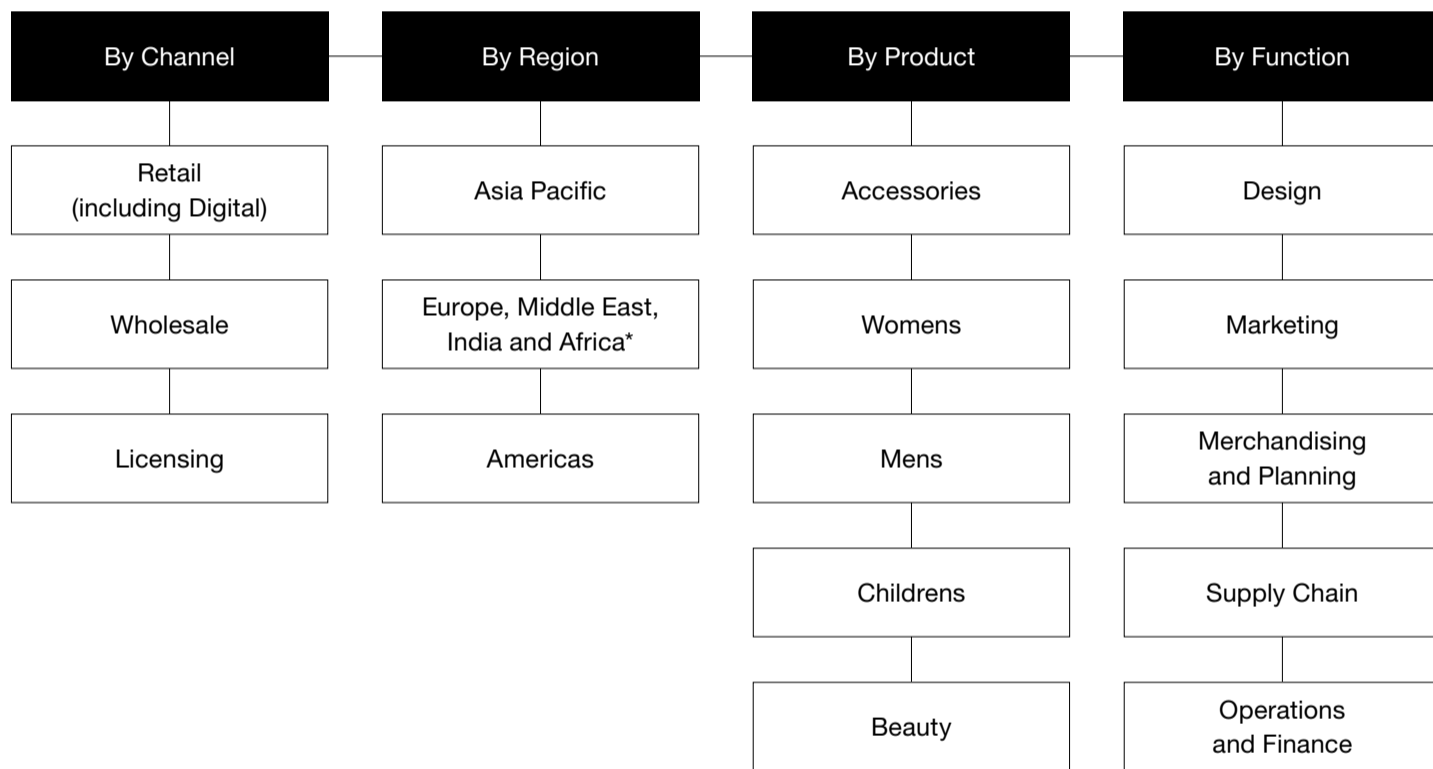 By Channel
Retail
(including Digital)
Wholesale
Licensing
By Region
Asia Pacific
Europe, Middle East,
India and Africa*
Americas
By Product
Accessories
Womens
Mens
Childrens
Beauty
By Function
Design
Marketing
Merchandising
and Planning
Supply Chain
Operations
and Finance